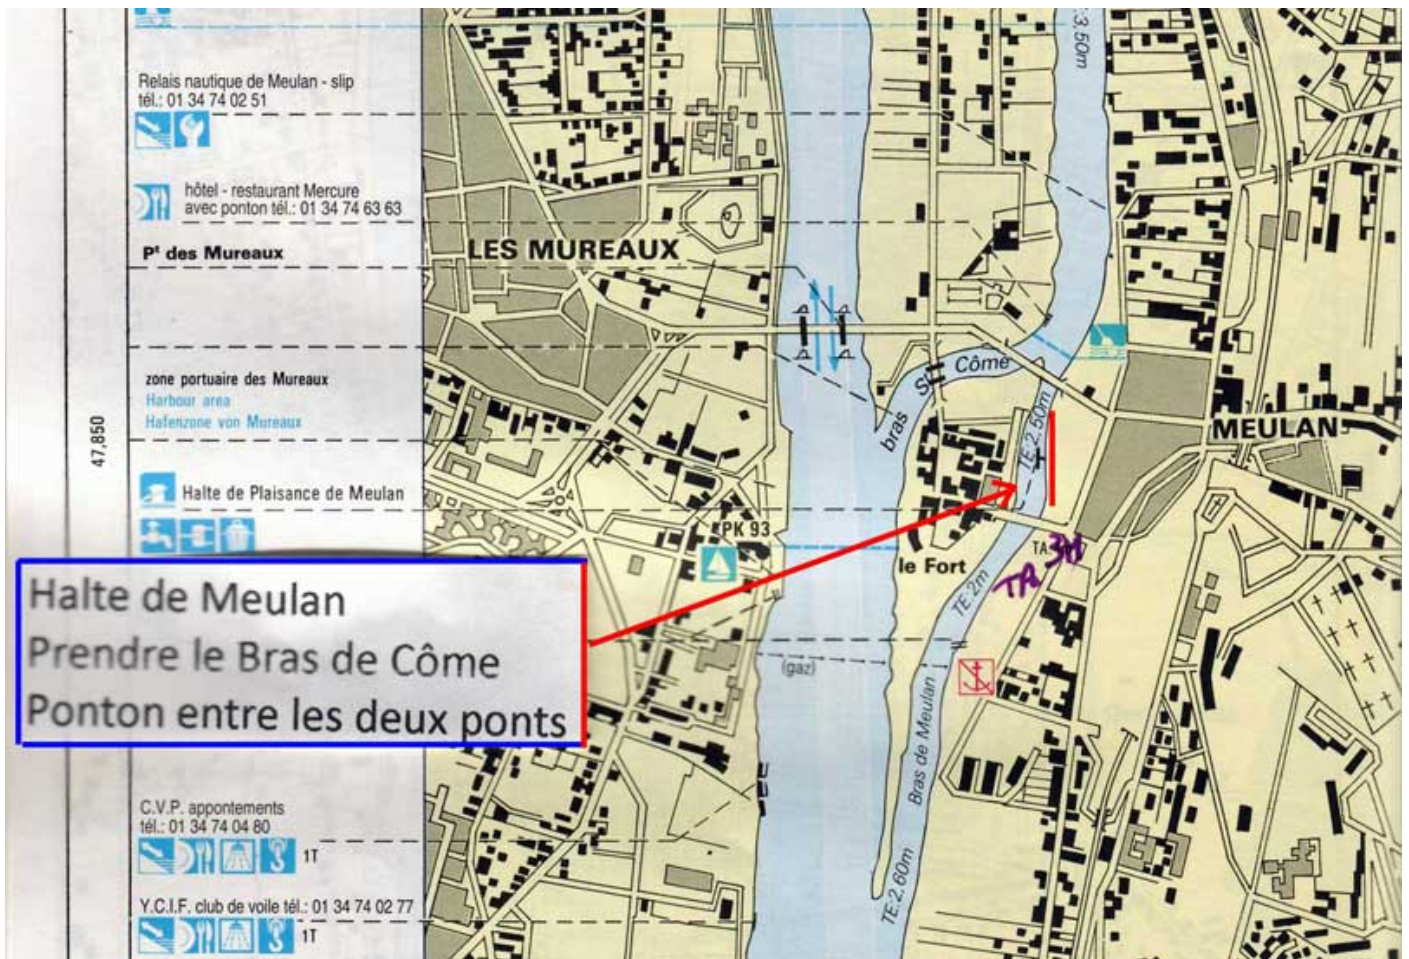 Relais nautique de Meulan - slip
tél.: 01 34 74 02 51
hôtel - restaurant Mercure
avec ponton tél.: 01 34 74 63 63
Pt des Mureaux
zone portuaire des Mureaux
Harbour area
Hafenzone von Mureaux
47,850
Halte de Plaisance de Meulan
Halte de Meulan
Prendre le Bras de Côme
Ponton entre les deux ponts
C.V.P. appontements
tél.: 01 34 74 04 80
1T
Y.C.I.F. club de voile tél.: 01 34 74 02 77
1T
3,50m
LES MUREAUX
bras St Côme
TE:2.50m
MEULAN
PK 93
le Fort
TA
3H
TA
TE:2m
(gaz)
Bras de Meulan
TE:2.60m